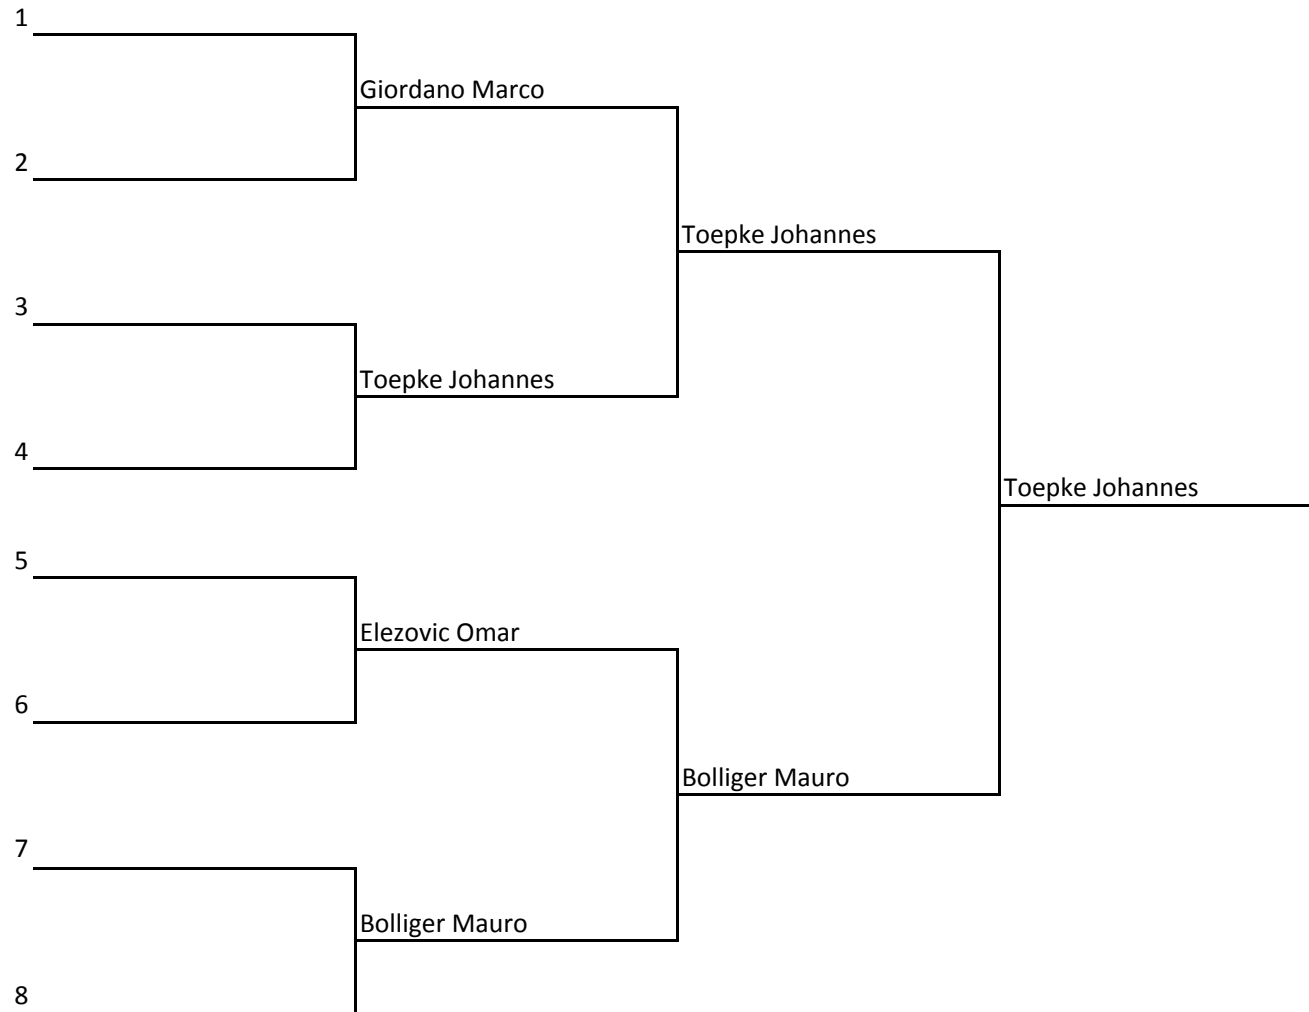 1
Giordano Marco
2
Toepke Johannes
3
Toepke Johannes
4
Toepke Johannes
5
Elezovic Omar
6
Bolliger Mauro
7
Bolliger Mauro
8